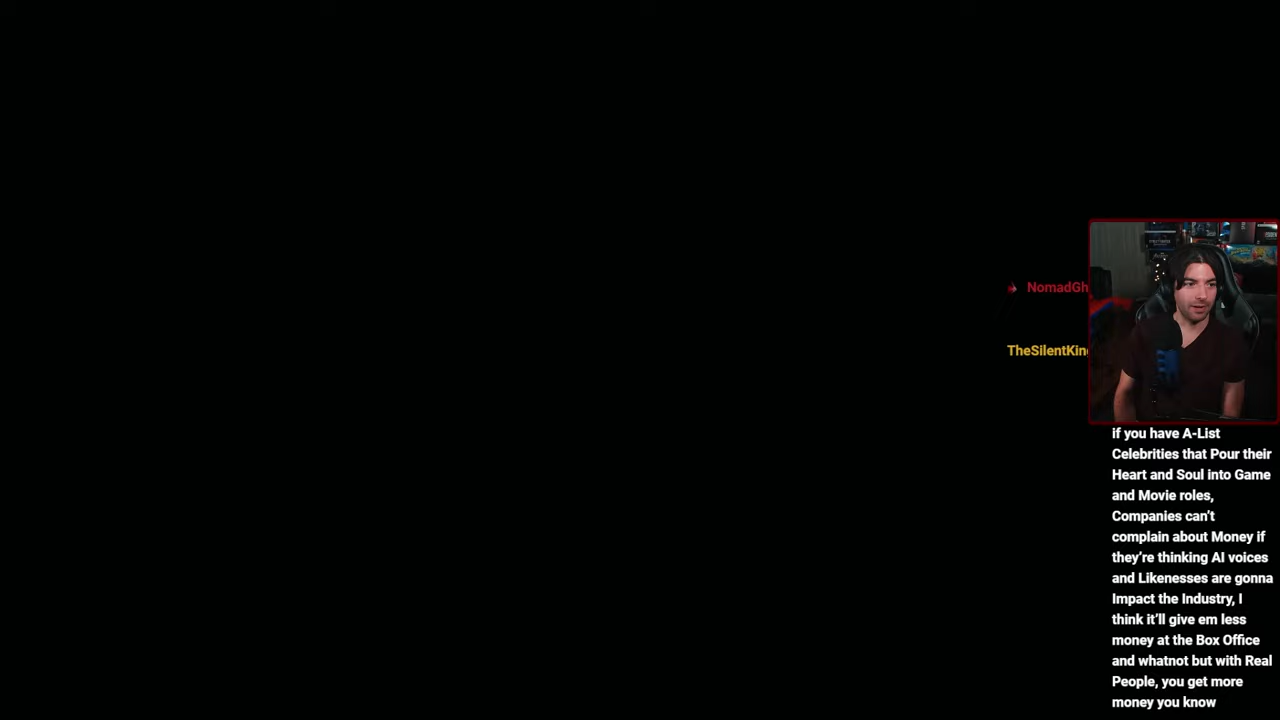 NomadGh
TheSilentKing
if you have A-List
Celebrities that Pour their
Heart and Soul into Game
and Movie roles,
Companies can’t
complain about Money if
they’re thinking AI voices
and Likenesses are gonna
Impact the Industry, I
think it’ll give em less
money at the Box Office
and whatnot but with Real
People, you get more
money you know